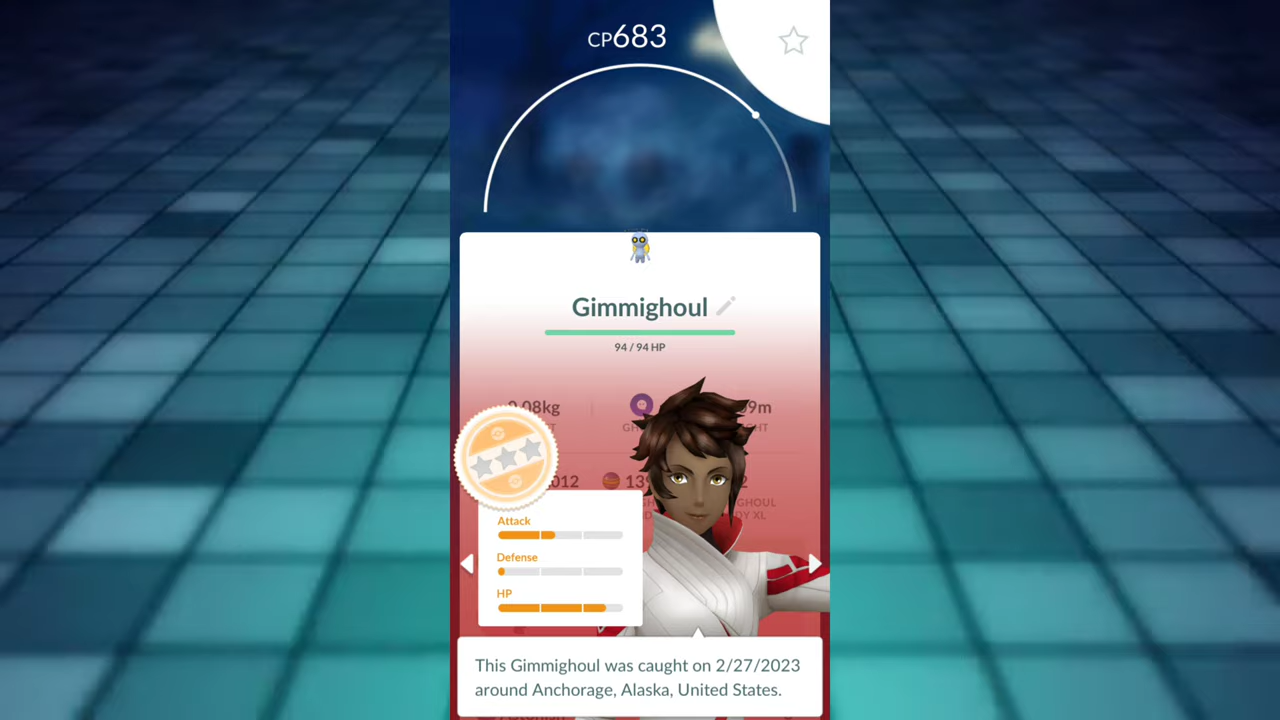 CP683
Gimmighoul
94 / 94 HP
Attack
Defense
HP
This Gimmighoul was caught on 2/27/2023
around Anchorage, Alaska, United States.